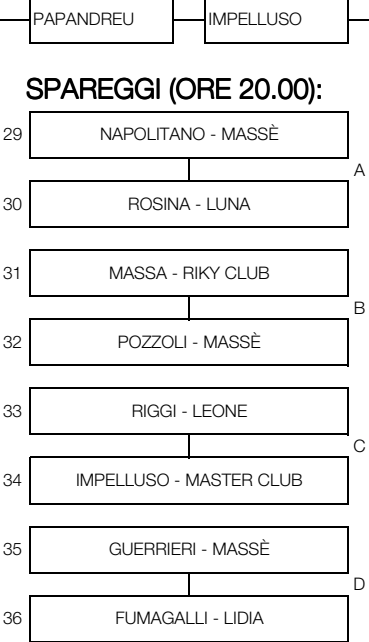 PAPANDREU IMPELLUSO
SPAREGGI (ORE 20.00):
29 NAPOLITANO - MASSÈ
A
30 ROSINA - LUNA
31 MASSA - RIKY CLUB
B
32 POZZOLI - MASSÈ
33 RIGGI - LEONE
C
34 IMPELLUSO - MASTER CLUB
35 GUERRIERI - MASSÈ
D
36 FUMAGALLI - LIDIA